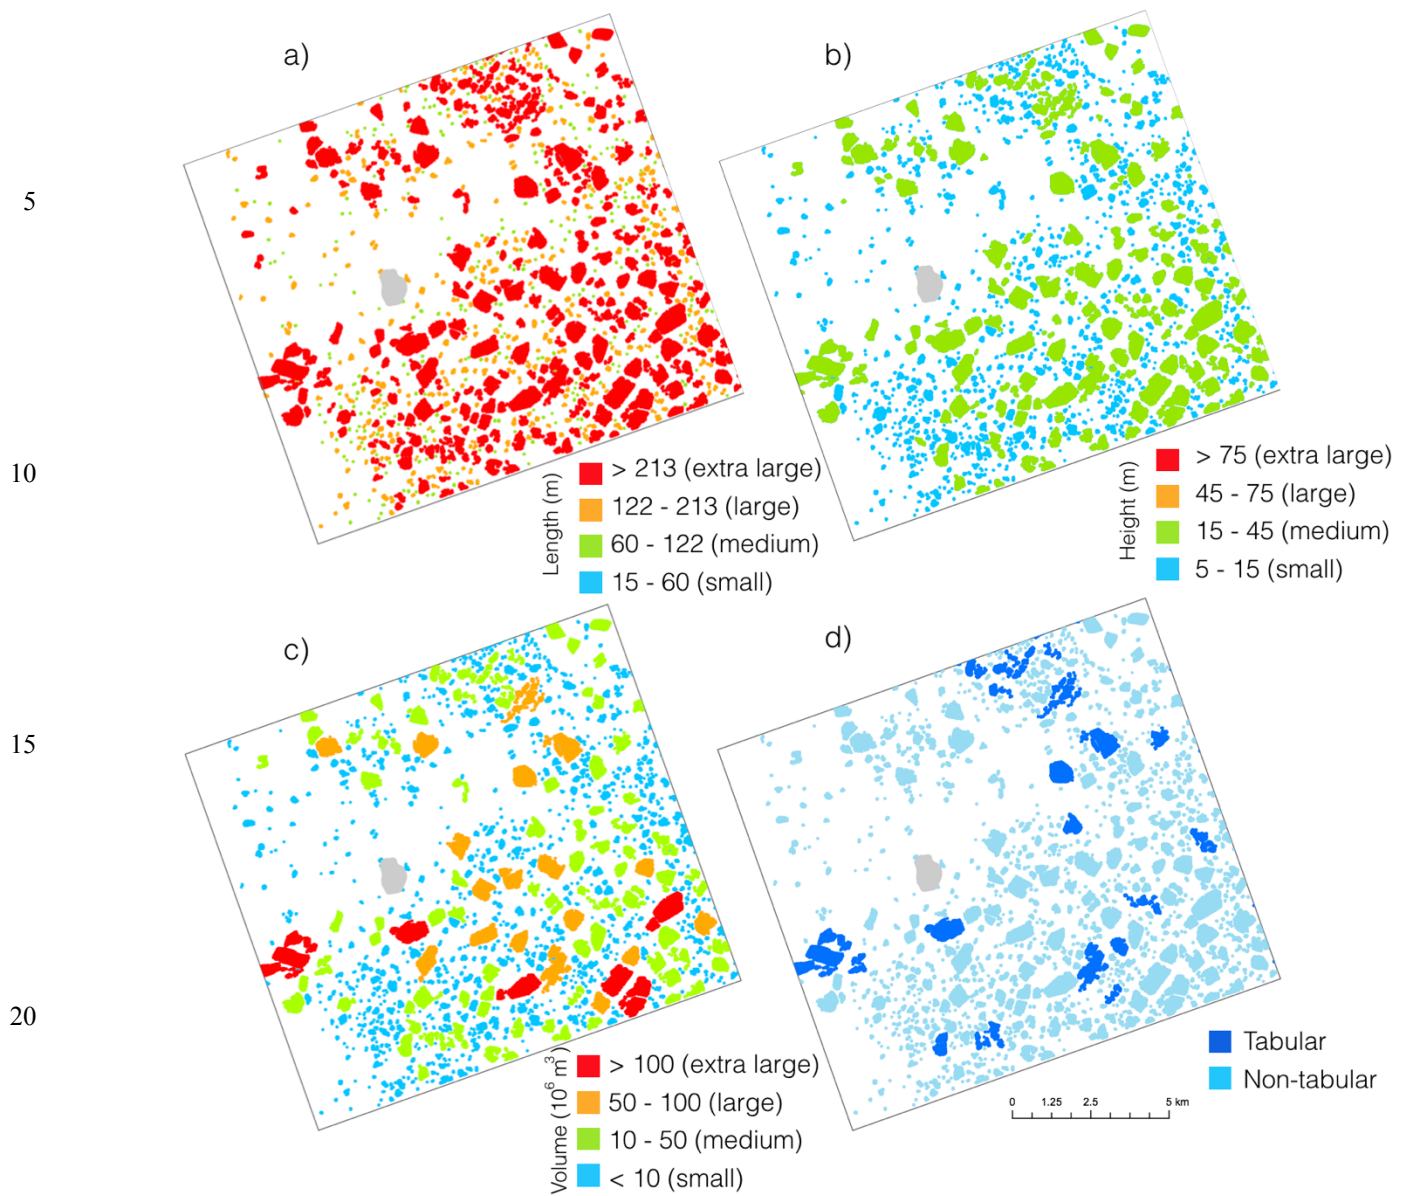 a)
b)
5
10
Length (m)
> 213 (extra large)
122 - 213 (large)
60 - 122 (medium)
15 - 60 (small)
Height (m)
> 75 (extra large)
45 - 75 (large)
15 - 45 (medium)
5 - 15 (small)
c)
d)
15
20
Volume (10⁶ m³)
> 100 (extra large)
50 - 100 (large)
10 - 50 (medium)
< 10 (small)
Tabular
Non-tabular
0 1.25 2.5 5 km